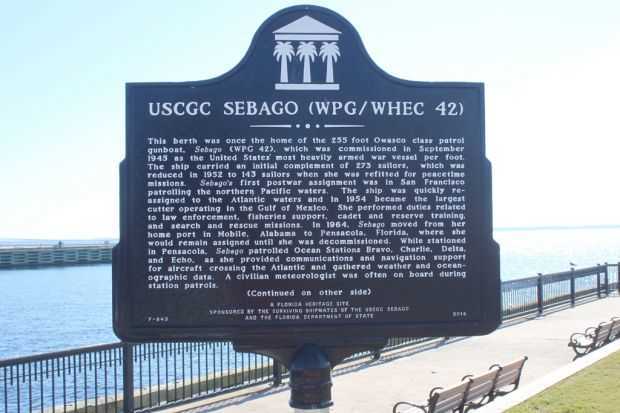 USCGC SEBAGO (WPG/WHEC 42)
This berth was once the home of the 255 foot Owasco class patrol
gunboat, Sebago (WPG 42), which was commissioned in September
1945 as the United States' most heavily armed war vessel per foot.
The ship carried an initial complement of 273 sailors, which was
reduced in 1952 to 143 sailors when she was refitted for peacetime
missions. Sebago's first postwar assignment was in San Francisco
patrolling the northern Pacific waters. The ship was quickly re-
assigned to the Atlantic waters and in 1954 became the largest
cutter operating in the Gulf of Mexico. She performed duties related
to law enforcement, fisheries support, cadet and reserve training,
and search and rescue missions. In 1964, Sebago moved from her
home port in Mobile, Alabama to Pensacola, Florida, where she
would remain assigned until she was decommissioned. While stationed
in Pensacola, Sebago patrolled Ocean Stations Bravo, Charlie, Delta,
and Echo, as she provided communications and navigation support
for aircraft crossing the Atlantic and gathered weather and ocean-
ographic data. A civilian meteorologist was often on board during
station patrols.
(Continued on other side)
A FLORIDA HERITAGE SITE
SPONSORED BY THE SURVIVING SHIPMATES OF THE USCGC SEBAGO
F-843 AND THE FLORIDA DEPARTMENT OF STATE 2014